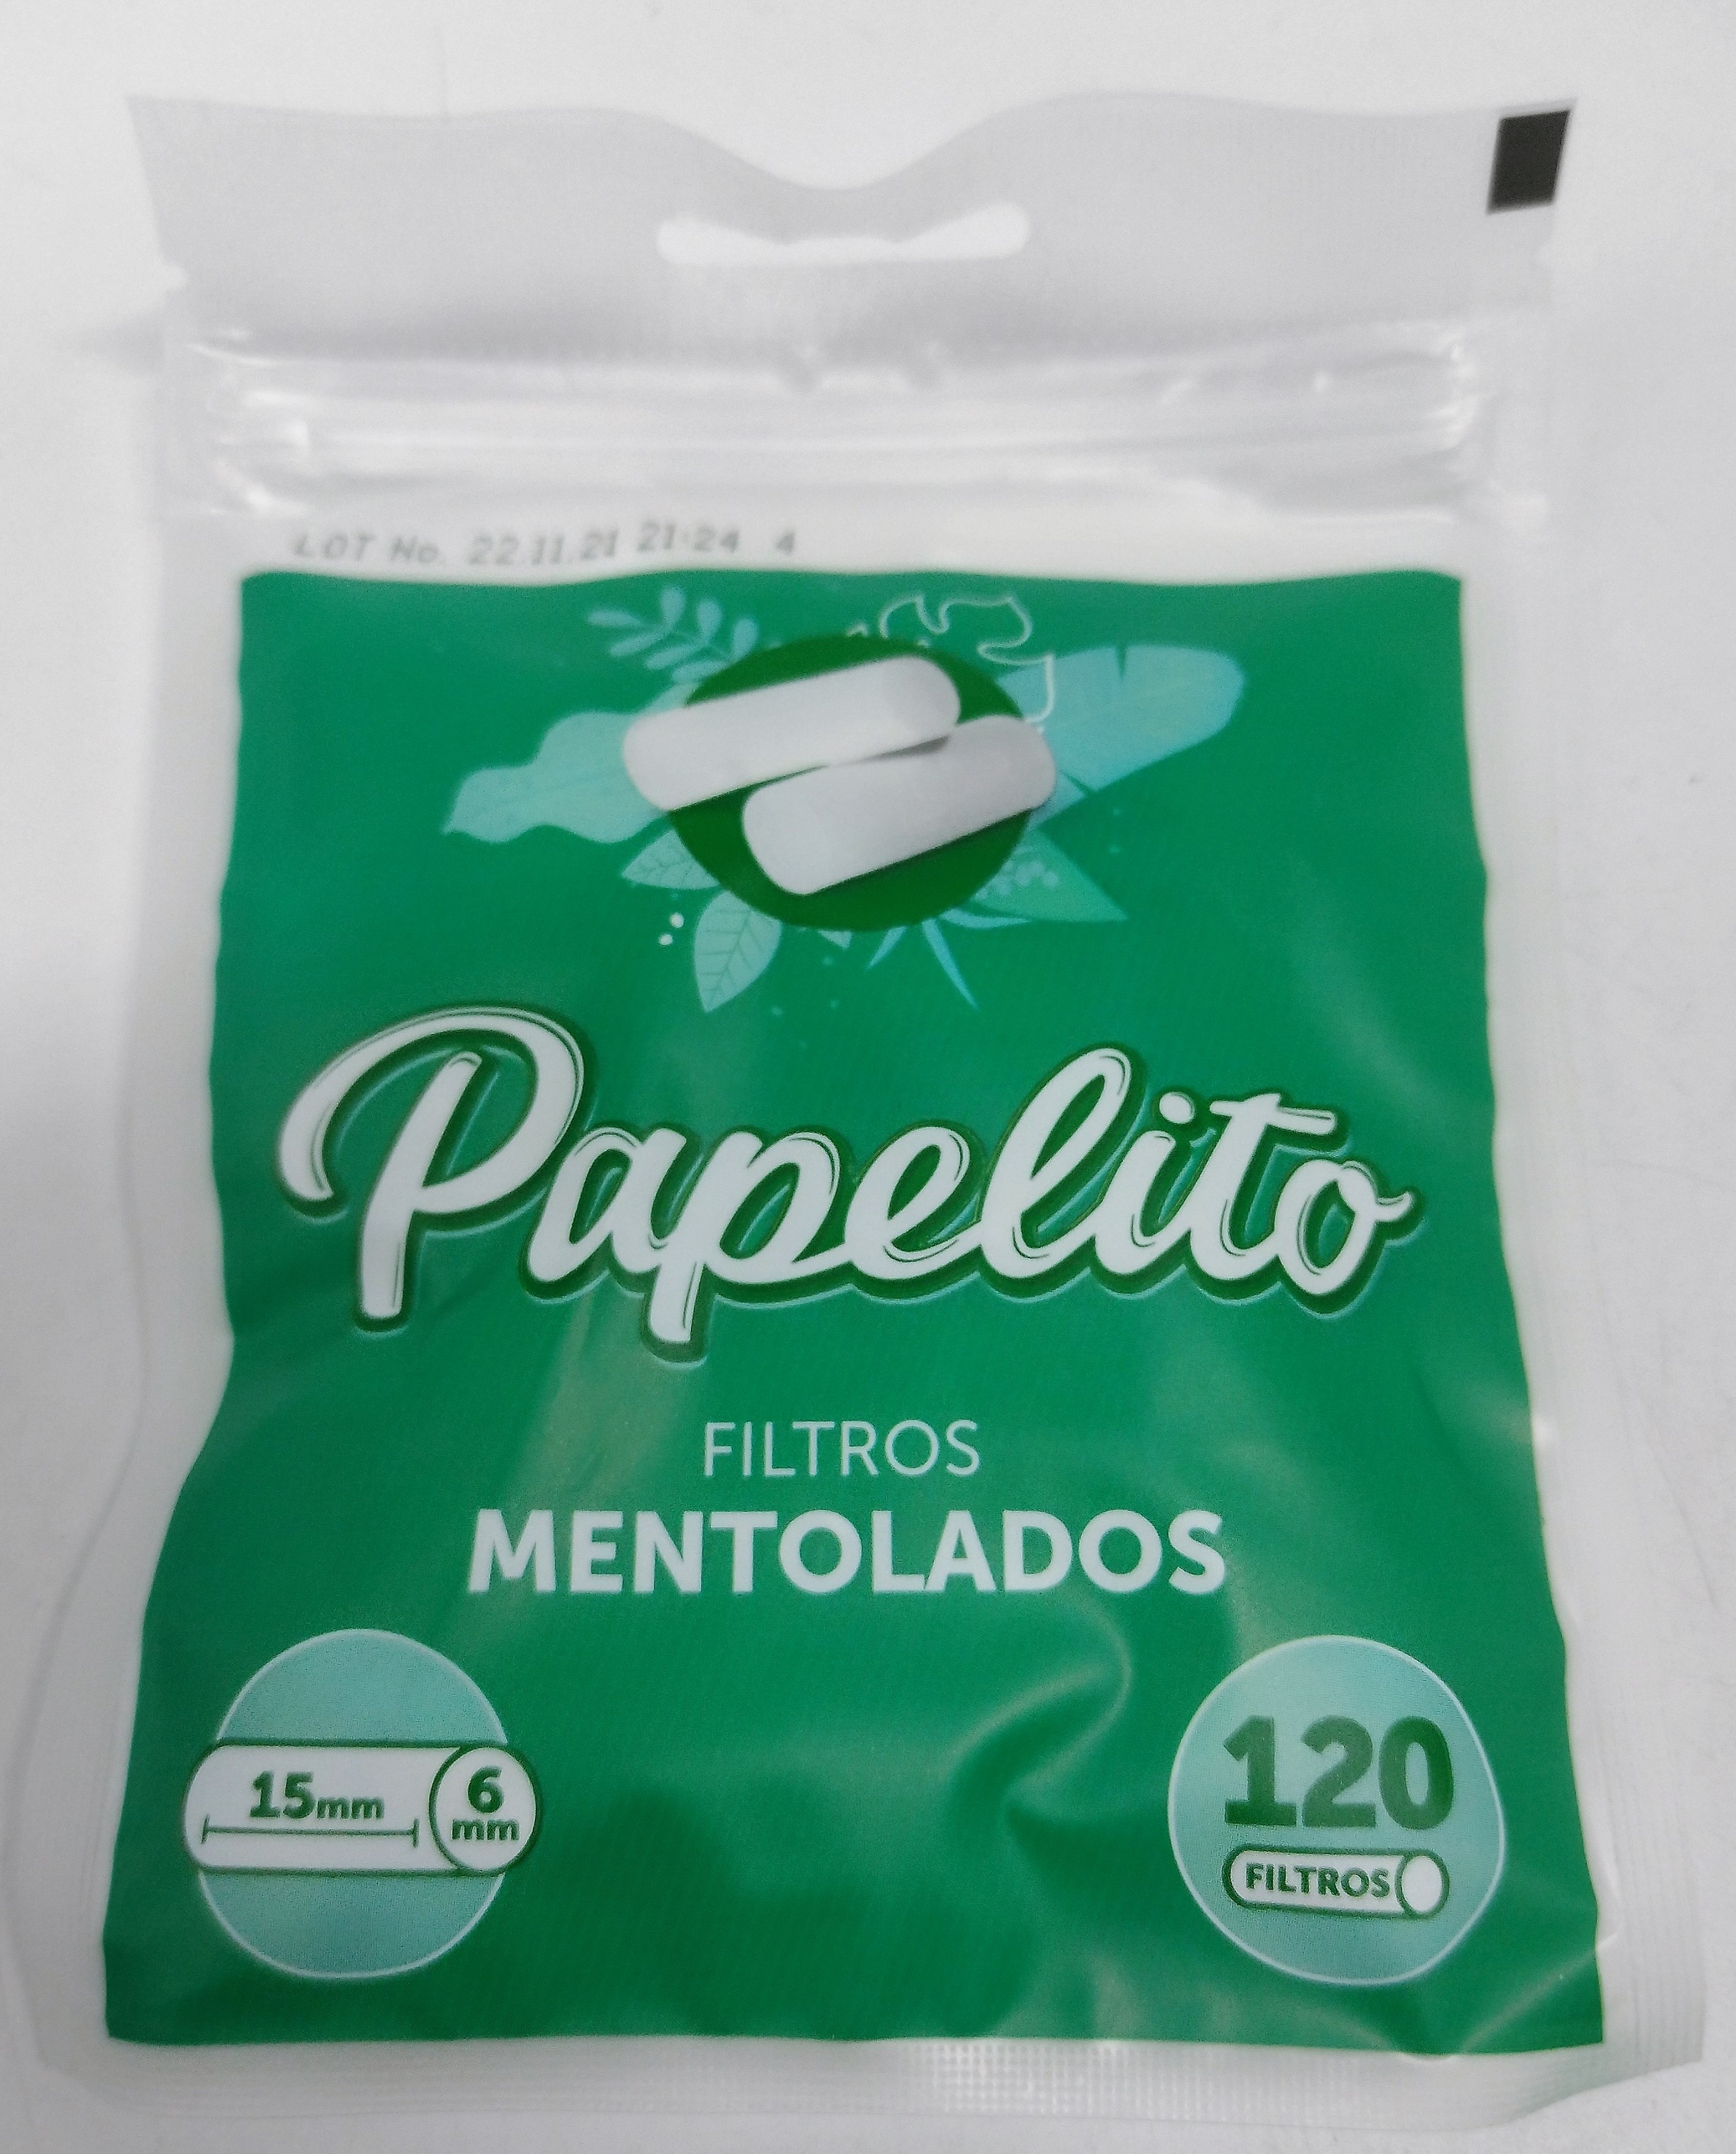 LOT No. 22.11.21 21:24 4
Papelito
FILTROS
MENTOLADOS
15mm
6
mm
120
FILTROS